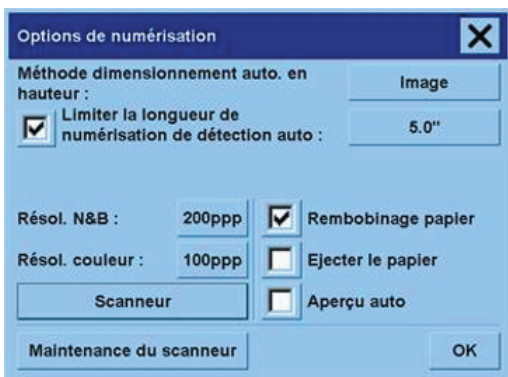 Options de numérisation
Méthode dimensionnement auto. en
hauteur :
Image
Limiter la longueur de
numérisation de détection auto :
5.0"
Résol. N&B :
200ppp
Rembobinage papier
Résol. couleur :
100ppp
Ejecter le papier
Scanneur
Aperçu auto
Maintenance du scanneur
OK